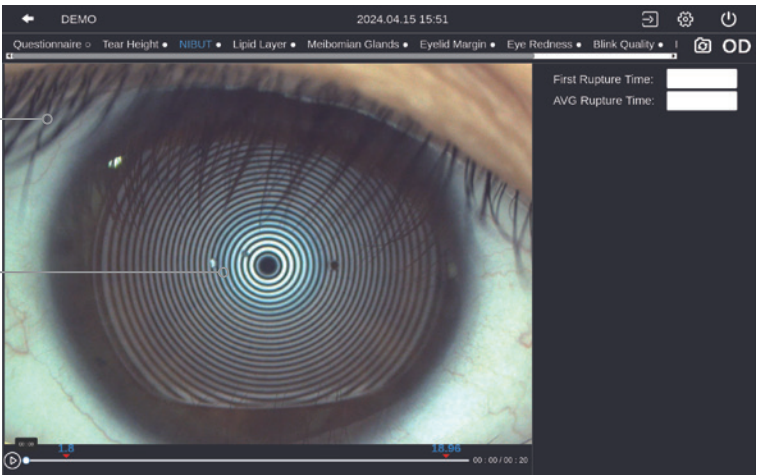 DEMO 2024.04.15 15:51
Questionnaire Tear Height NIBUT Lipid Layer Meibomian Glands Eyelid Margin Eye Redness Blink Quality OD
First Rupture Time:
AVG Rupture Time:
1.8 18.96
00 : 00 / 00 : 20